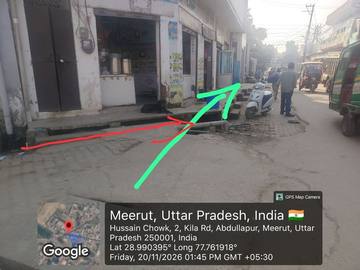 GPS Map Camera
Meerut, Uttar Pradesh, India 🇮🇳
Hussain Chowk, 2, Kila Rd, Abdullapur, Meerut, Uttar
Pradesh 250001, India
Lat 28.990395° Long 77.761918°
Friday, 20/11/2026 01:45 PM GMT +05:30
Google